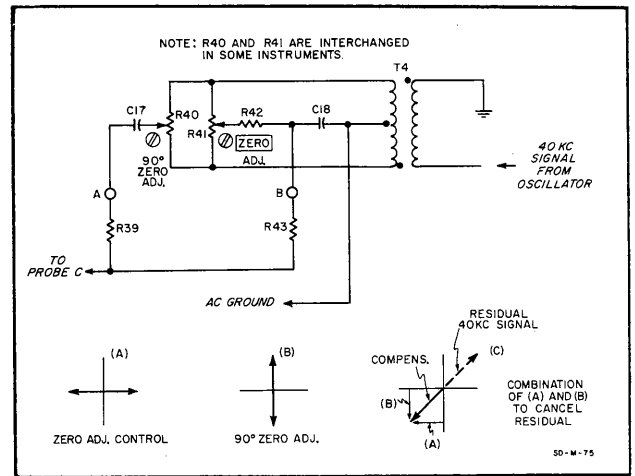 NOTE: R40 AND R41 ARE INTERCHANGED
IN SOME INSTRUMENTS.
T4
C17
R40
R41
R42
C18
90°
ZERO
ADJ.
ZERO
ADJ.
40 KC
SIGNAL
FROM
OSCILLATOR
A
B
R39
R43
TO
PROBE C
AC GROUND
(A)
ZERO ADJ. CONTROL
(B)
90° ZERO ADJ.
RESIDUAL
40KC SIGNAL
COMPENS.
(C)
(B)
(A)
COMBINATION
OF (A) AND (B)
TO CANCEL
RESIDUAL
SD-M-75